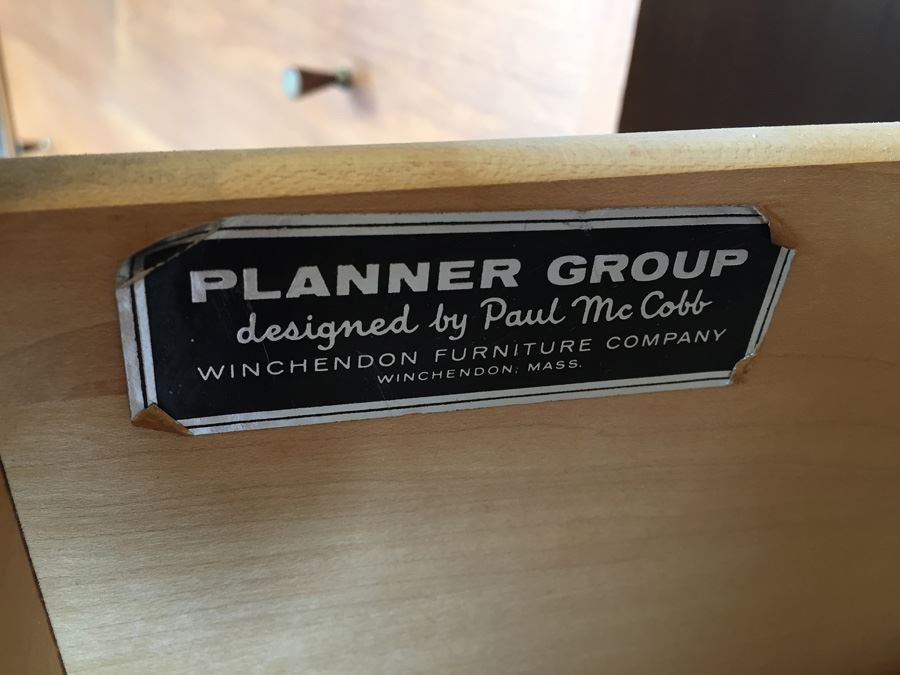 PLANNER GROUP
designed by Paul Mc Cobb
WINCHENDON FURNITURE COMPANY
WINCHENDON, MASS.